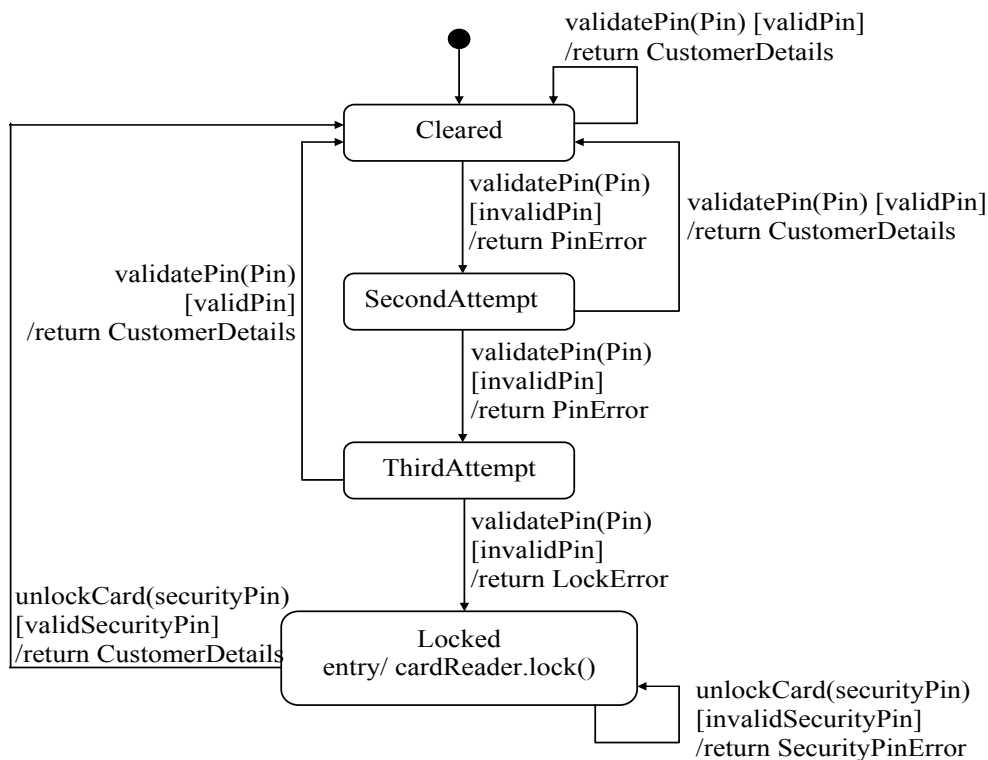 validatePin(Pin) [validPin]
/return CustomerDetails
Cleared
validatePin(Pin)
[invalidPin]
/return PinError
validatePin(Pin) [validPin]
/return CustomerDetails
validatePin(Pin)
[validPin]
/return CustomerDetails
SecondAttempt
validatePin(Pin)
[invalidPin]
/return PinError
ThirdAttempt
validatePin(Pin)
[invalidPin]
/return LockError
unlockCard(securityPin)
[validSecurityPin]
/return CustomerDetails
Locked
entry/ cardReader.lock()
unlockCard(securityPin)
[invalidSecurityPin]
/return SecurityPinError